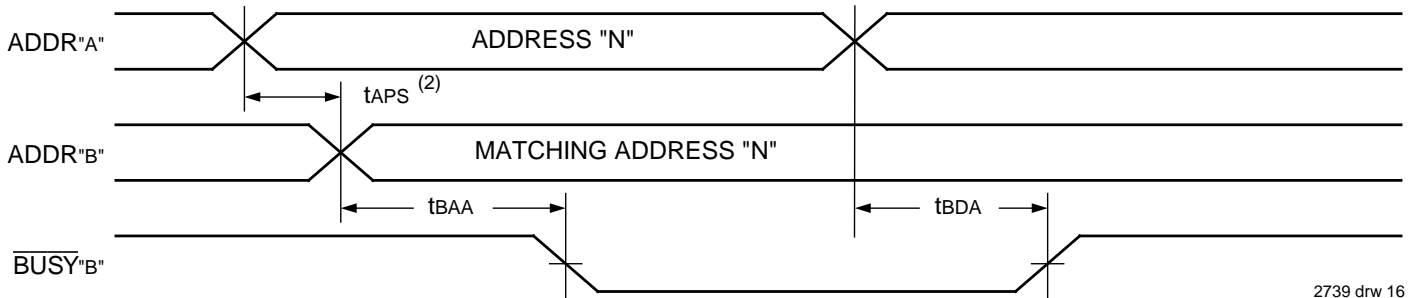 ADDR"A"
ADDRESS "N"
tAPS (2)
ADDR"B"
MATCHING ADDRESS "N"
tBAA
tBDA
BUSY"B"
2739 drw 16